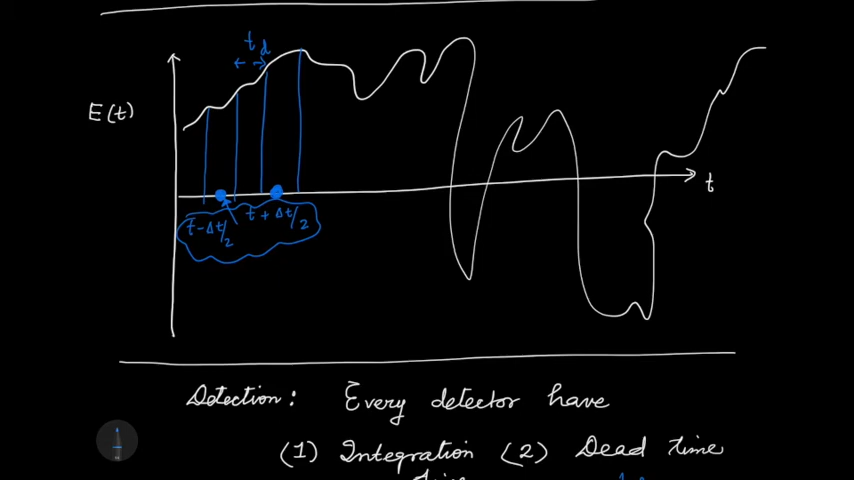 t_d
E(t)
t
t-Δt/2
t + Δt/2
Detection: Every detector have
(1) Integration (2) Dead time